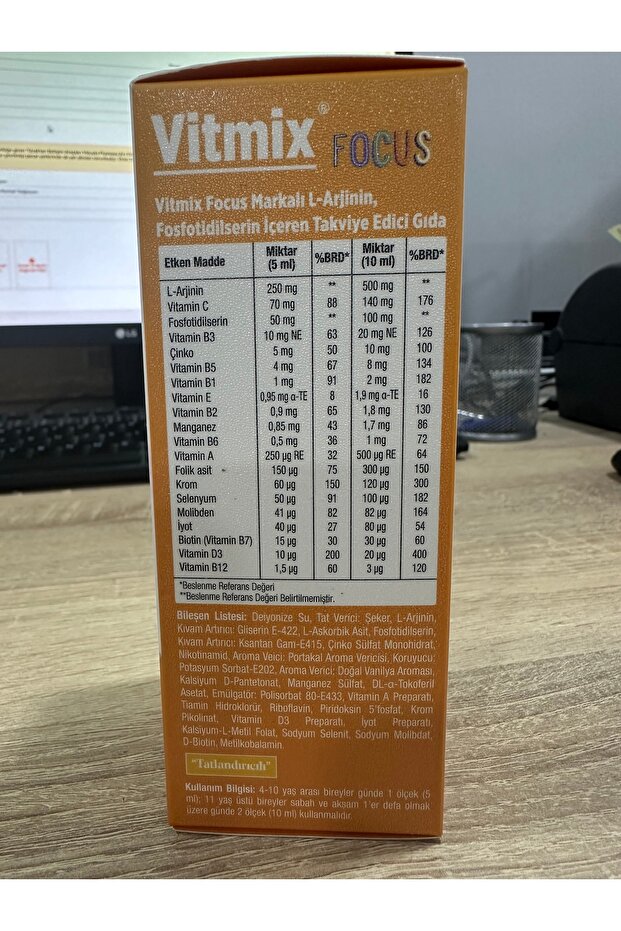 Vitmix® FOCUS
Vitmix Focus Markalı L-Arjinin,
Fosfotidilserin İçeren Takviye Edici Gıda
Etken Madde Miktar (5 ml) %BRD* Miktar (10 ml) %BRD*
L-Arjinin 250 mg ** 500 mg **
Vitamin C 70 mg 88 140 mg 176
Fosfotidilserin 50 mg ** 100 mg **
Vitamin B3 10 mg NE 63 20 mg NE 126
Çinko 5 mg 50 10 mg 100
Vitamin B5 4 mg 67 8 mg 134
Vitamin B1 1 mg 91 2 mg 182
Vitamin E 0,95 mg α-TE 8 1,9 mg α-TE 16
Vitamin B2 0,9 mg 65 1,8 mg 130
Manganez 0,85 mg 43 1,7 mg 86
Vitamin B6 0,5 mg 36 1 mg 72
Vitamin A 250 µg RE 32 500 µg RE 64
Folik asit 150 µg 75 300 µg 150
Krom 60 µg 150 120 µg 300
Selenyum 50 µg 91 100 µg 182
Molibden 41 µg 82 82 µg 164
İyot 40 µg 27 80 µg 54
Biotin (Vitamin B7) 15 µg 30 30 µg 60
Vitamin D3 10 µg 200 20 µg 400
Vitamin B12 1,5 µg 60 3 µg 120
*Beslenme Referans Değeri
**Beslenme Referans Değeri Belirtilmemiştir.
Bileşen Listesi: Deiyonize Su, Tat Verici: Şeker, L-Arjinin,
Kıvam Artırıcı: Gliserin E-422, L-Askorbik Asit, Fosfotidilserin,
Kıvam Artırıcı: Ksantan Gam-E415, Çinko Sülfat Monohidrat,
Nikotinamid, Aroma Veici: Portakal Aroma Vericisi, Koruyucu:
Potasyum Sorbat-E202, Aroma Verici: Doğal Vanilya Aroması,
Kalsiyum D-Pantetonat, Manganez Sülfat, DL-α-Tokoferil
Asetat, Emülgatör: Polisorbat 80-E433, Vitamin A Preparatı,
Tiamin Hidroklorür, Riboflavin, Piridoksin 5'fosfat, Krom
Pikolinat, Vitamin D3 Preparatı, İyot Preparatı,
Kalsiyum-L-Metil Folat, Sodyum Selenit, Sodyum Molibdat,
D-Biotin, Metilkobalamin.
"Tatlandırıcılı"
Kullanım Bilgisi: 4-10 yaş arası bireyler günde 1 ölçek (5
ml); 11 yaş üstü bireyler sabah ve akşam 1'er defa olmak
üzere günde 2 ölçek (10 ml) kullanmalıdır.
LG